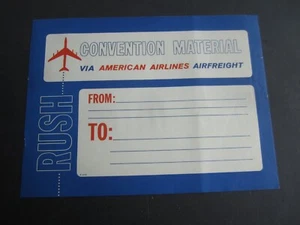 CONVENTION MATERIAL
VIA AMERICAN AIRLINES AIRFREIGHT
RUSH
FROM:
TO: